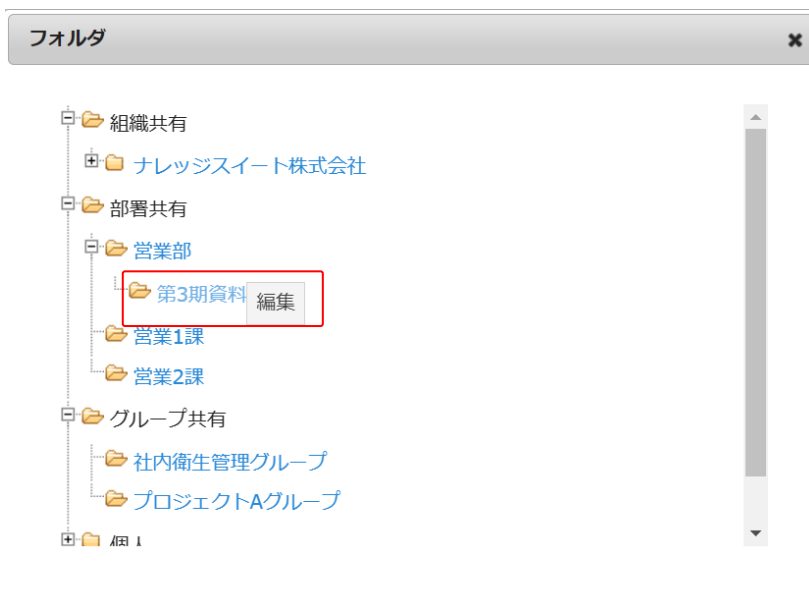 フォルダ
組織共有
ナレッジスイート株式会社
部署共有
営業部
第3期資料 編集
営業1課
営業2課
グループ共有
社内衛生管理グループ
プロジェクトAグループ
個人